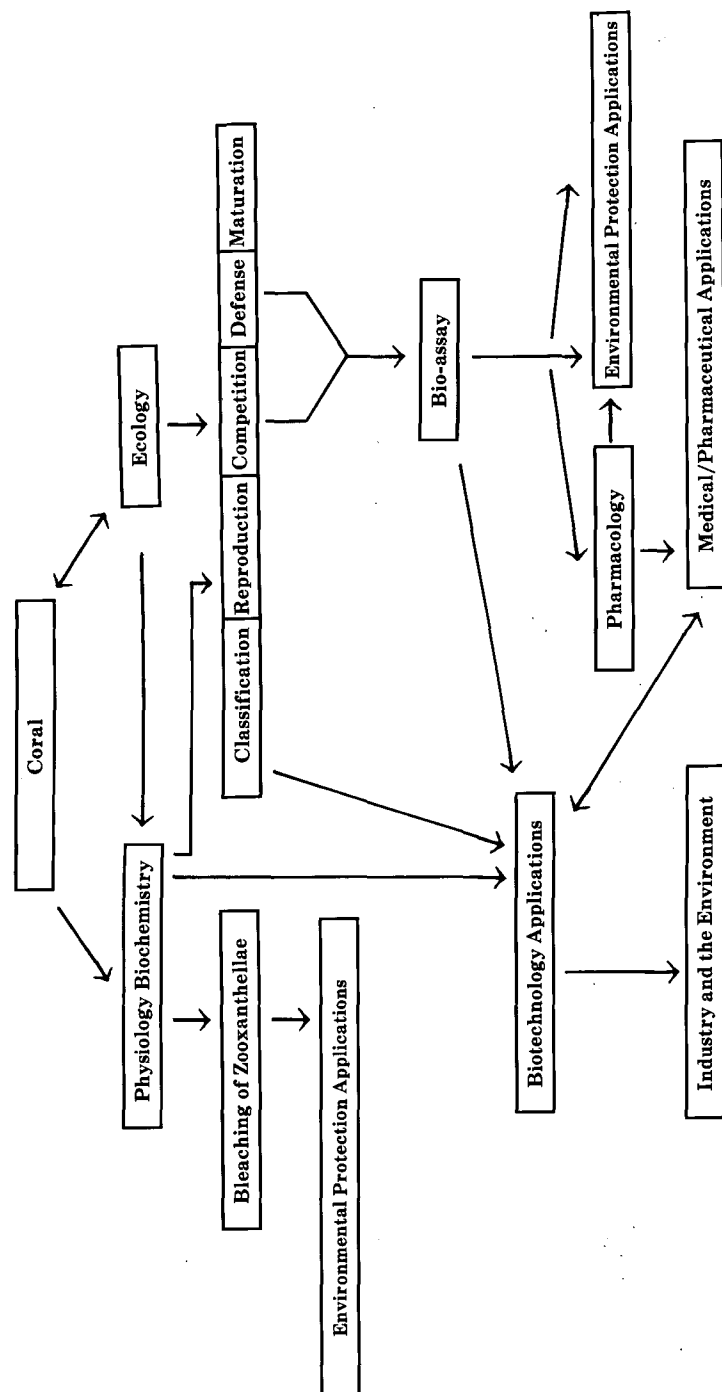 Coral
Physiology Biochemistry
Ecology
Bleaching of Zooxanthellae
Classification
Reproduction
Competition
Defense
Maturation
Environmental Protection Applications
Bio-assay
Biotechnology Applications
Pharmacology
Environmental Protection Applications
Industry and the Environment
Medical/Pharmaceutical Applications